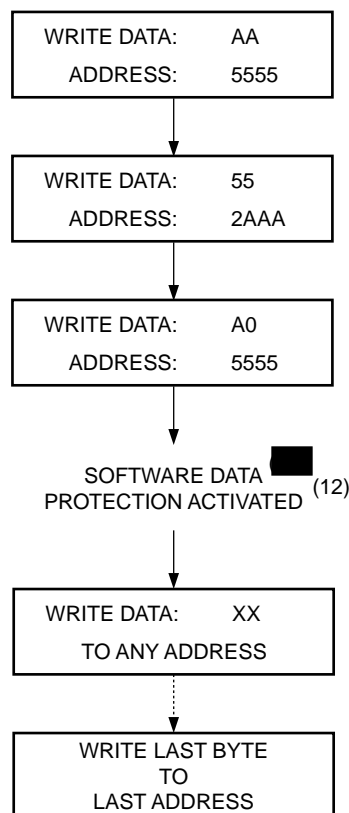 WRITE DATA: AA
ADDRESS: 5555
WRITE DATA: 55
ADDRESS: 2AAA
WRITE DATA: A0
ADDRESS: 5555
SOFTWARE DATA
PROTECTION ACTIVATED (12)
WRITE DATA: XX
TO ANY ADDRESS
WRITE LAST BYTE
TO
LAST ADDRESS